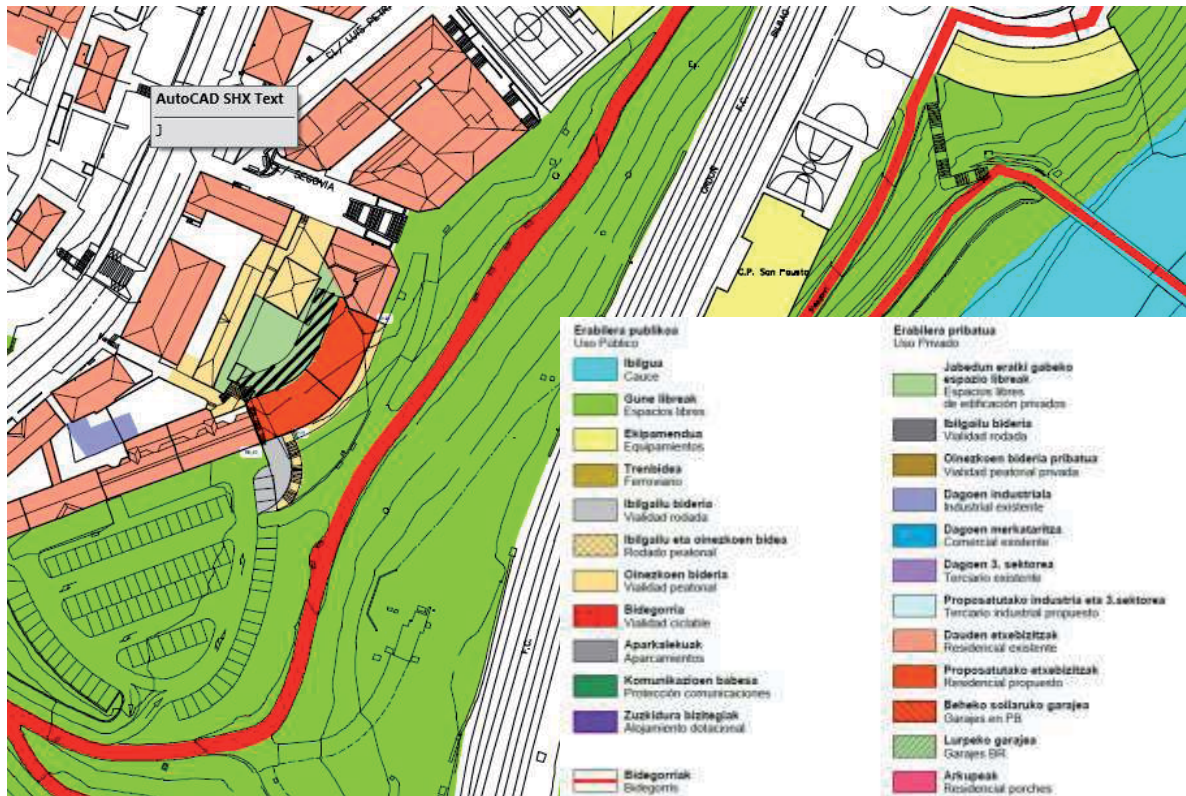 CL/ LUIS PETR
AutoCAD SHX Text
J
SEGOVIA
BILBAO
F.C.
ORDUÑ
C.P. San Fausto
F.C.
Erabilera publikoa
Uso Público
Ibilgua
Cauce
Gune libreak
Espacios libres
Ekipamendua
Equipamientos
Trenbidea
Ferroviario
Ibilgailu bideria
Vialidad rodada
Ibilgailu eta oinezkoen bidea
Rodado peatonal
Oinezkoen bideria
Vialidad peatonal
Bidegorria
Vialidad ciclable
Aparkalekuak
Aparcamientos
Komunikazioen babesa
Protección comunicaciones
Zuzkidura bizitegiak
Alojamiento dotacional
Bidegorriak
Bidegorris
Erabilera pribatua
Uso Privado
Jabedun eraiki gabeko
espazio libreak
Espacios libres
de edificación privados
Ibilgailu bideria
Vialidad rodada
Oinezkoen bideria pribatua
Vialidad peatonal privada
Dagoen industriala
Industrial existente
Dagoen merkataritza
Comercial existente
Dagoen 3. sektorea
Terciario existente
Proposatutako industria eta 3.sektorea
Terciario industrial propuesto
Dauden etxebizitzak
Residencial existente
Proposatutako etxebizitzak
Residencial propuesto
Beheko soilaruko garajea
Garajes en PB
Lurpeko garajea
Garajes BR
Arkupeak
Residencial porches